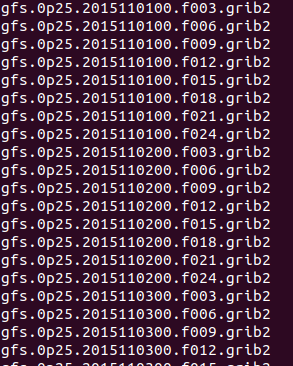 gfs.0p25.2015110100.f003.grib2
gfs.0p25.2015110100.f006.grib2
gfs.0p25.2015110100.f009.grib2
gfs.0p25.2015110100.f012.grib2
gfs.0p25.2015110100.f015.grib2
gfs.0p25.2015110100.f018.grib2
gfs.0p25.2015110100.f021.grib2
gfs.0p25.2015110100.f024.grib2
gfs.0p25.2015110200.f003.grib2
gfs.0p25.2015110200.f006.grib2
gfs.0p25.2015110200.f009.grib2
gfs.0p25.2015110200.f012.grib2
gfs.0p25.2015110200.f015.grib2
gfs.0p25.2015110200.f018.grib2
gfs.0p25.2015110200.f021.grib2
gfs.0p25.2015110200.f024.grib2
gfs.0p25.2015110300.f003.grib2
gfs.0p25.2015110300.f006.grib2
gfs.0p25.2015110300.f009.grib2
gfs.0p25.2015110300.f012.grib2
gfs.0p25.2015110300.f015.grib2